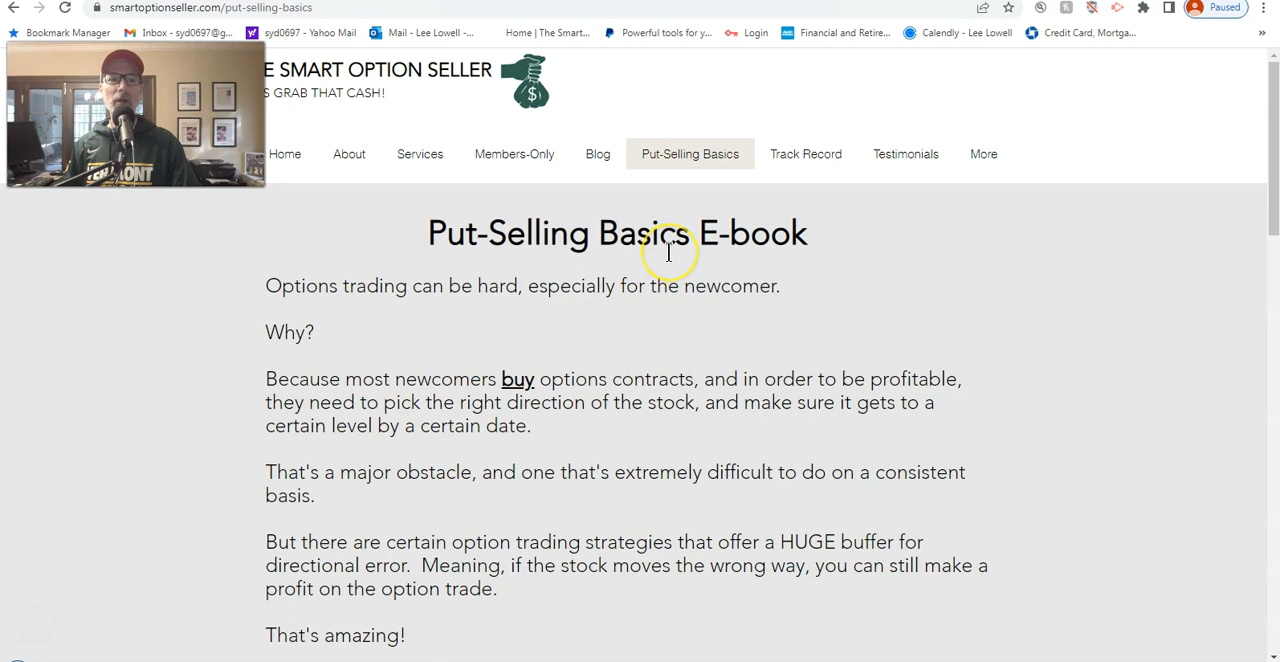 smartoptionseller.com/put-selling-basics
Paused
Bookmark Manager
Inbox - syd0697@g...
syd0697 - Yahoo Mail
Mail - Lee Lowell -...
Home | The Smart...
Powerful tools for y...
Login
Financial and Retire...
Calendly - Lee Lowell
Credit Card, Mortga...
E SMART OPTION SELLER
S GRAB THAT CASH!
$
Home
About
Services
Members-Only
Blog
Put-Selling Basics
Track Record
Testimonials
More
Put-Selling Basics E-book
Options trading can be hard, especially for the newcomer.
Why?
Because most newcomers buy options contracts, and in order to be profitable,
they need to pick the right direction of the stock, and make sure it gets to a
certain level by a certain date.
That's a major obstacle, and one that's extremely difficult to do on a consistent
basis.
But there are certain option trading strategies that offer a HUGE buffer for
directional error. Meaning, if the stock moves the wrong way, you can still make a
profit on the option trade.
That's amazing!